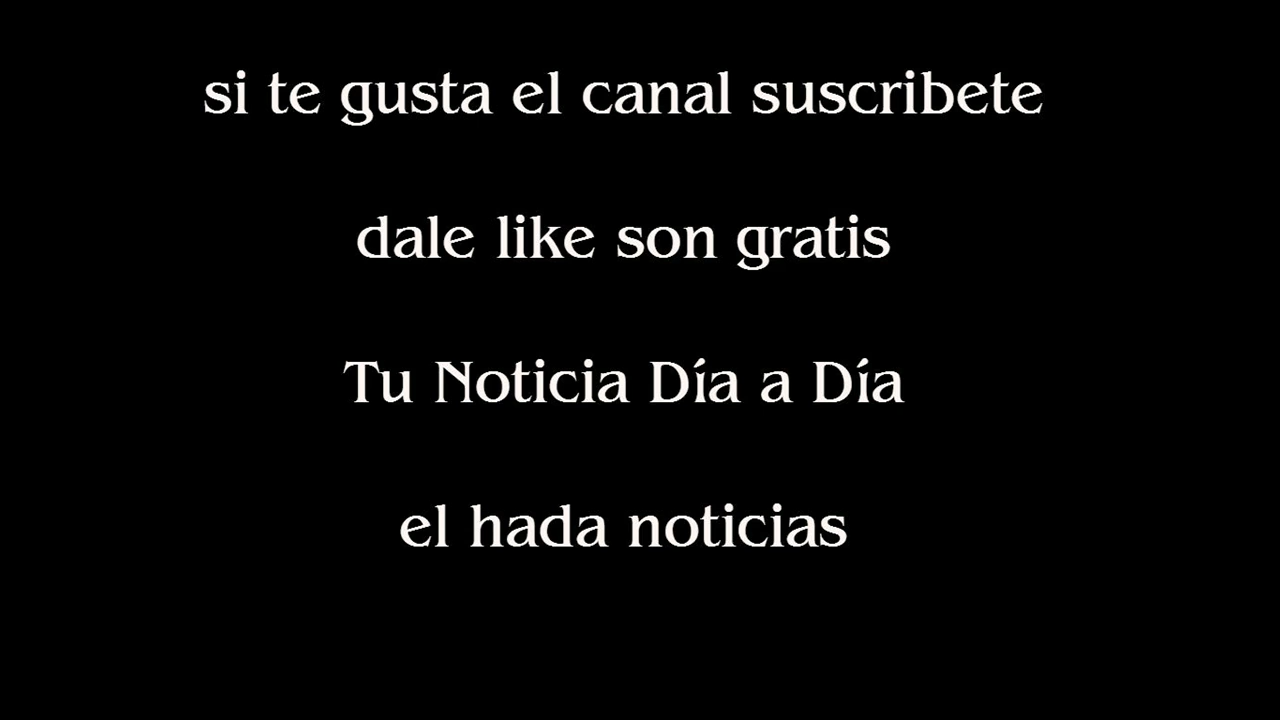 si te gusta el canal suscribete
dale like son gratis
Tu Noticia Día a Día
el hada noticias